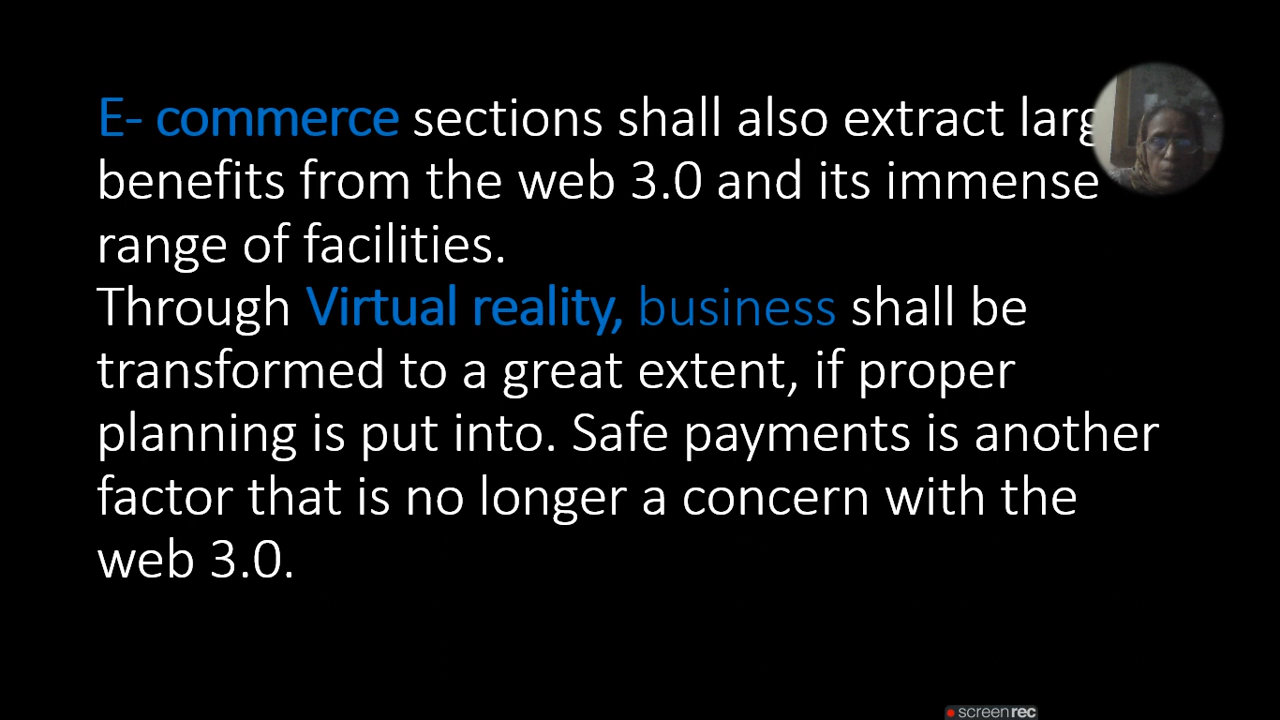 E- commerce sections shall also extract
benefits from the web 3.0 and its immense
range of facilities.
Through Virtual reality, business shall be
transformed to a great extent, if proper
planning is put into. Safe payments is another
factor that is no longer a concern with the
web 3.0.
screenrec